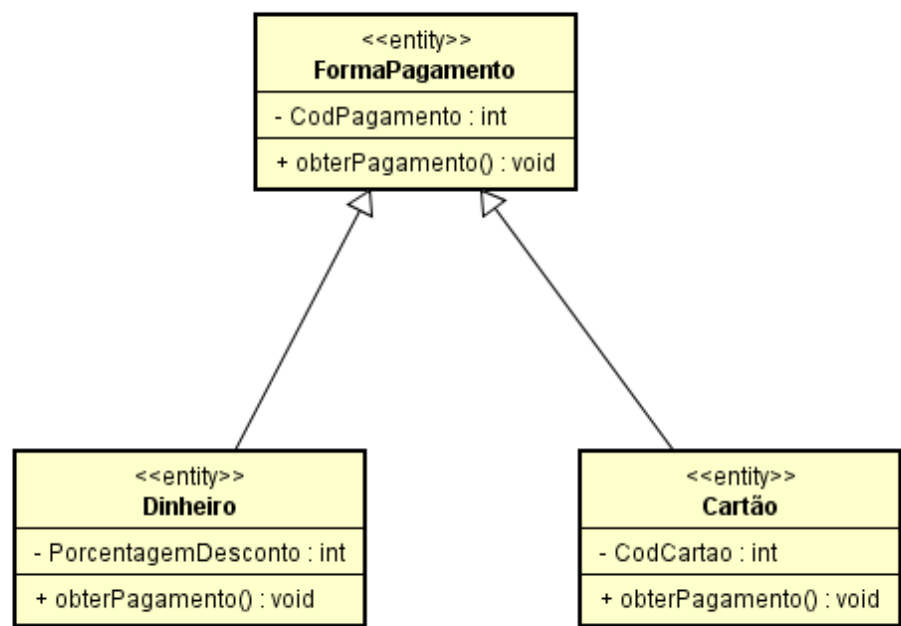 <<entity>>
FormaPagamento
- CodPagamento : int
+ obterPagamento() : void
<<entity>>
Dinheiro
- PorcentagemDesconto : int
+ obterPagamento() : void
<<entity>>
Cartão
- CodCartao : int
+ obterPagamento() : void